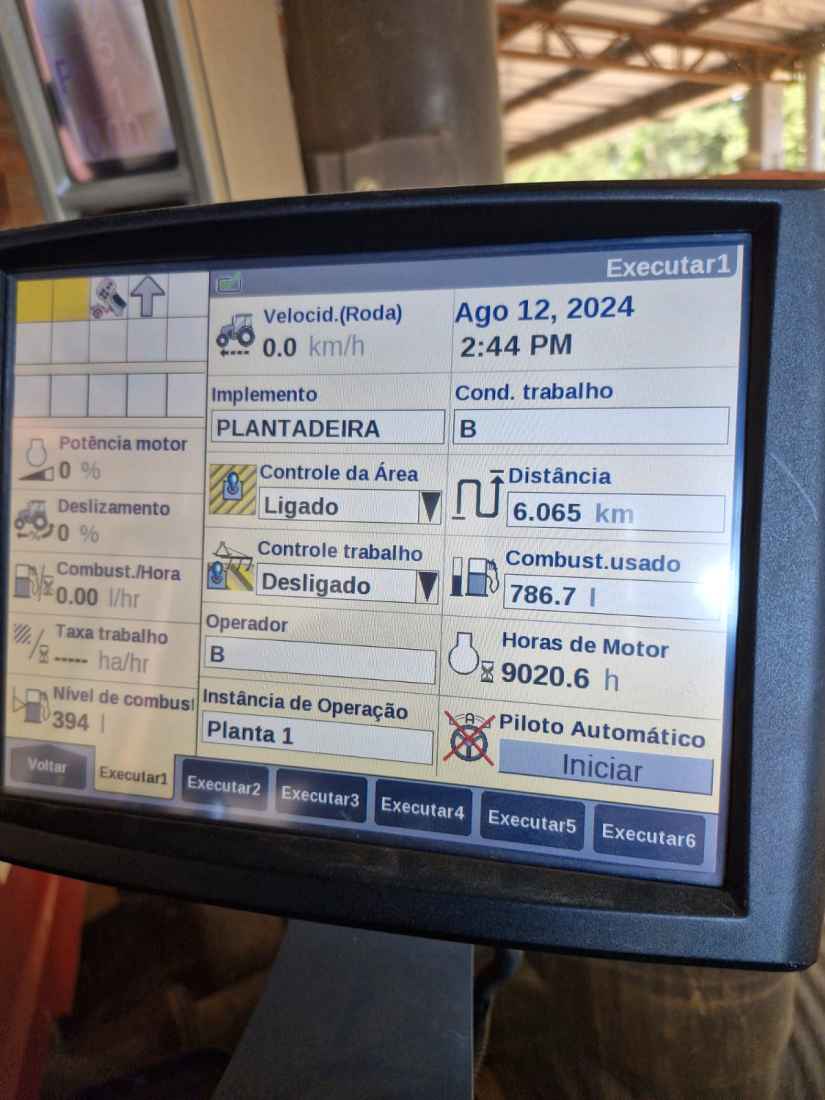 Executar1
Velocid.(Roda)
0.0 km/h
Ago 12, 2024
2:44 PM
Implemento
PLANTADEIRA
Cond. trabalho
B
Potência motor
0 %
Controle da Área
Ligado
Distância
6.065 km
Deslizamento
0 %
Controle trabalho
Desligado
Combust.usado
786.7 l
Combust./Hora
0.00 l/hr
Operador
B
Horas de Motor
9020.6 h
Taxa trabalho
----- ha/hr
Instância de Operação
Planta 1
Piloto Automático
Iniciar
Nível de combust
394 l
Voltar
Executar1
Executar2
Executar3
Executar4
Executar5
Executar6